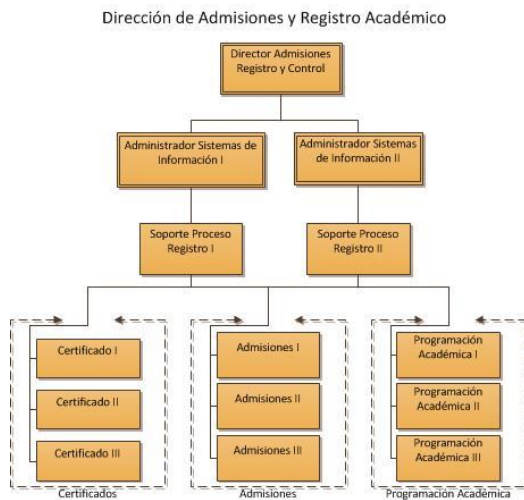 Dirección de Admisiones y Registro Académico
Director Admisiones
Registro y Control
Administrador Sistemas de
Información I
Administrador Sistemas
de Información II
Soporte Proceso
Registro I
Soporte Proceso
Registro II
Certificado I
Certificado II
Certificado III
Certificados
Admisiones I
Admisiones II
Admisiones III
Admisiones
Programación
Académica I
Programación
Académica II
Programación
Académica III
Programación Académica